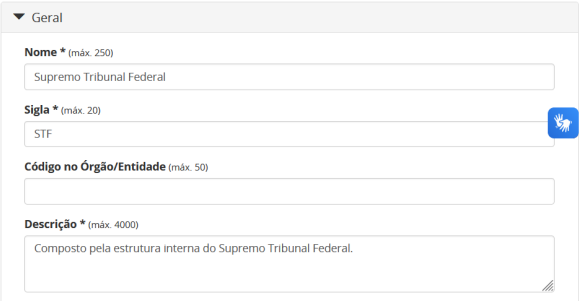 Geral
Nome * (máx. 250)
Supremo Tribunal Federal
Sigla * (máx. 20)
STF
Código no Órgão/Entidade (máx. 50)
Descrição * (máx. 4000)
Composto pela estrutura interna do Supremo Tribunal Federal.